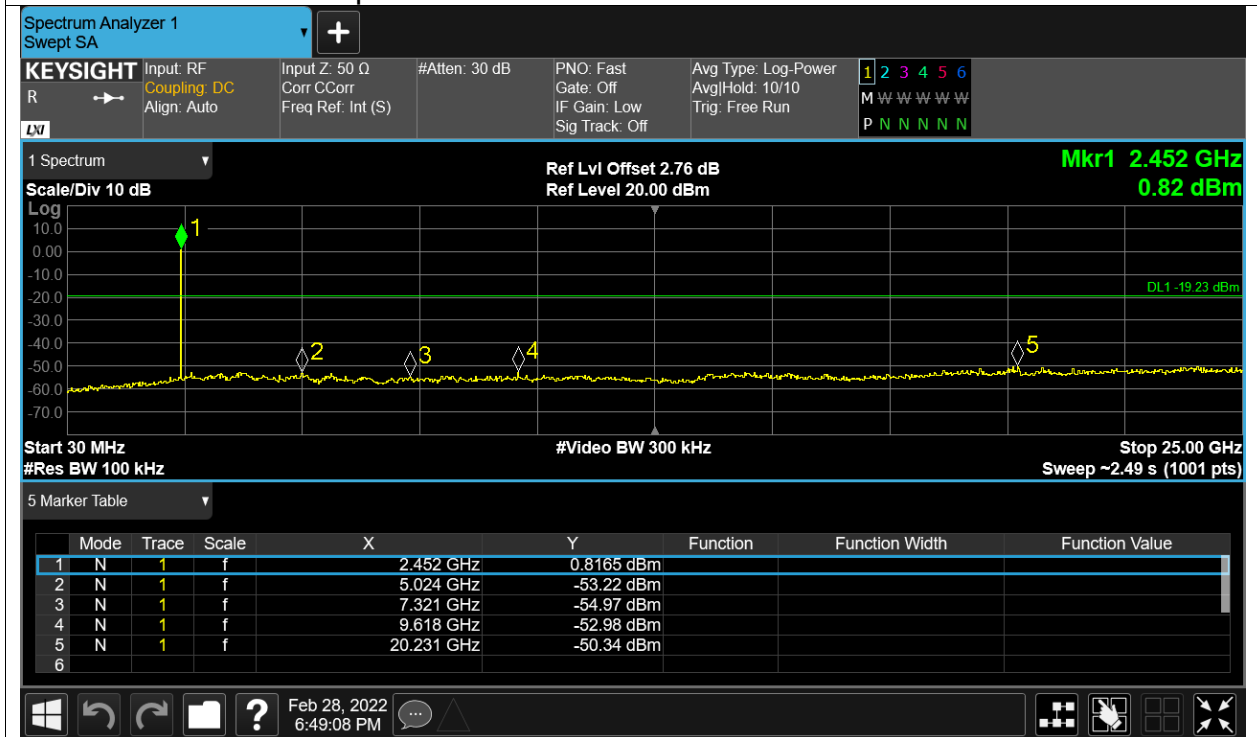 Spectrum Analyzer 1
Swept SA
+
KEYSIGHT Input: RF Input Z: 50 Ω #Atten: 30 dB PNO: Fast Avg Type: Log-Power 1 2 3 4 5 6
R Coupling: DC Corr CCorr Gate: Off Avg|Hold: 10/10 M W W W W W
Align: Auto Freq Ref: Int (S) IF Gain: Low Trig: Free Run
LXI Sig Track: Off P N N N N N
1 Spectrum Ref Lvl Offset 2.76 dB Mkr1 2.452 GHz
Scale/Div 10 dB Ref Level 20.00 dBm 0.82 dBm
Log
10.0
0.00
-10.0
-20.0
-30.0
-40.0
-50.0
-60.0
-70.0
1
DL1 -19.23 dBm
2 3 4 5
Start 30 MHz #Video BW 300 kHz Stop 25.00 GHz
#Res BW 100 kHz Sweep ~2.49 s (1001 pts)
5 Marker Table
Mode Trace Scale X Y Function Function Width Function Value
1 N 1 f 2.452 GHz 0.8165 dBm
2 N 1 f 5.024 GHz -53.22 dBm
3 N 1 f 7.321 GHz -54.97 dBm
4 N 1 f 9.618 GHz -52.98 dBm
5 N 1 f 20.231 GHz -50.34 dBm
6
? Feb 28, 2022
6:49:08 PM